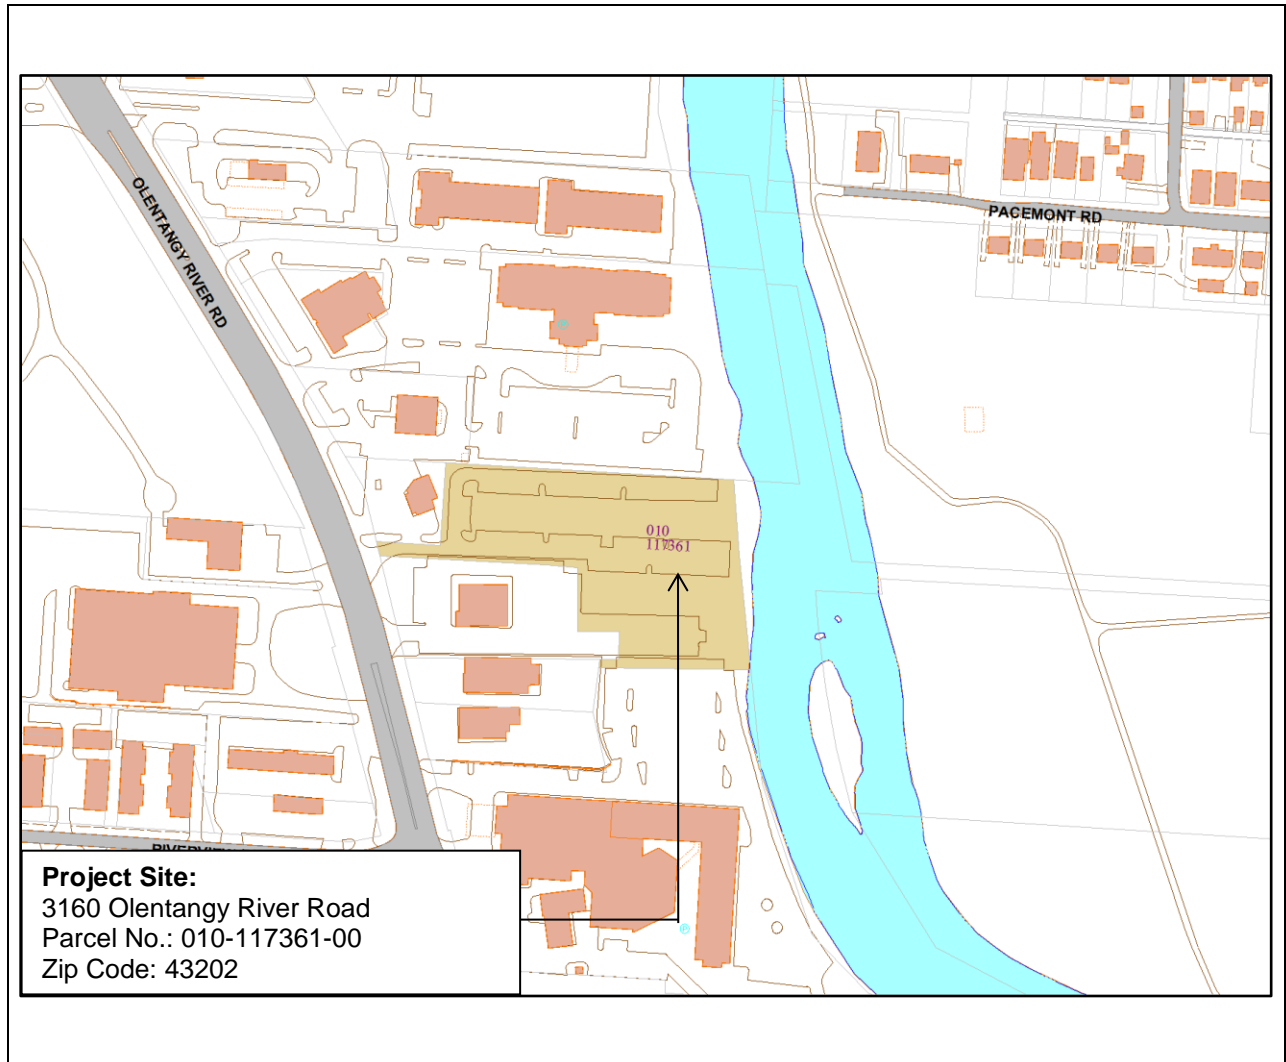 OLENTANGY RIVER RD
PACEMONT RD
010
117361
Project Site:
3160 Olentangy River Road
Parcel No.: 010-117361-00
Zip Code: 43202